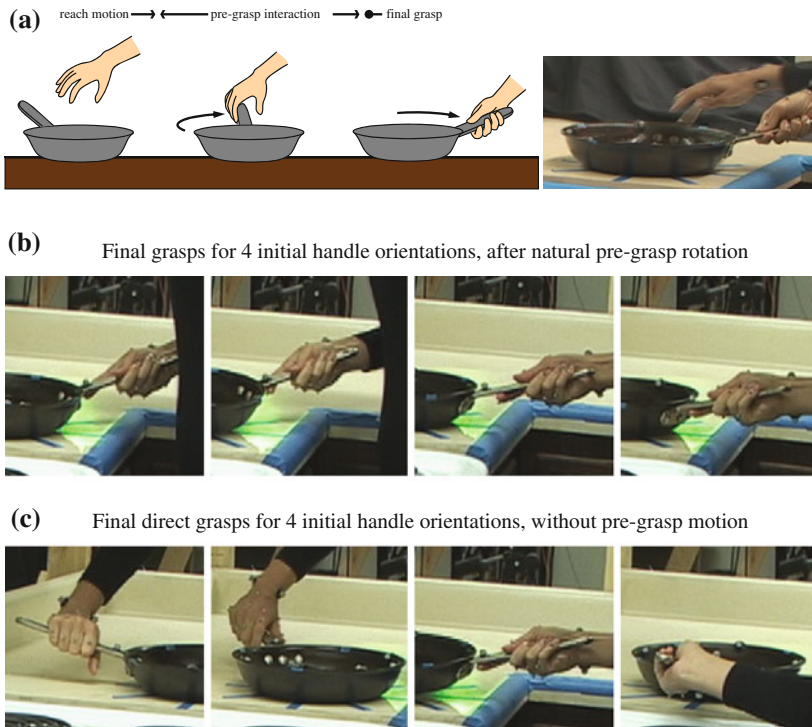 (a) reach motion pre-grasp interaction final grasp
(b) Final grasps for 4 initial handle orientations, after natural pre-grasp rotation
(c) Final direct grasps for 4 initial handle orientations, without pre-grasp motion